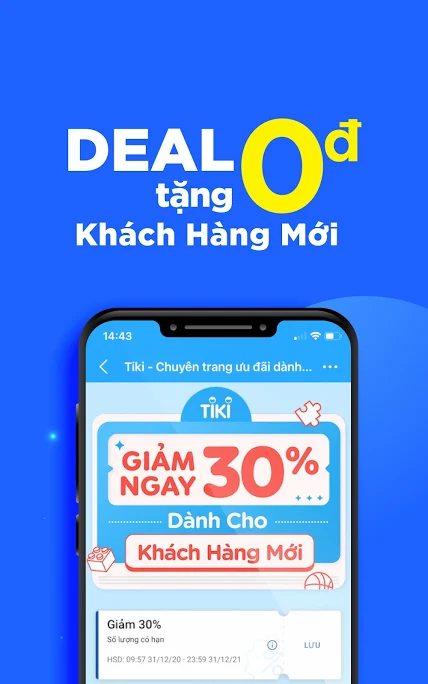 DEAL 0đ
tặng
Khách Hàng Mới
14:43
Tiki - Chuyên trang ưu đãi dành...
TIKI
GIẢM
NGAY 30%
Dành Cho
Khách Hàng Mới
Giảm 30%
Số lượng có hạn
LƯU
HSD: 09:57 31/12/20 - 23:59 31/12/21